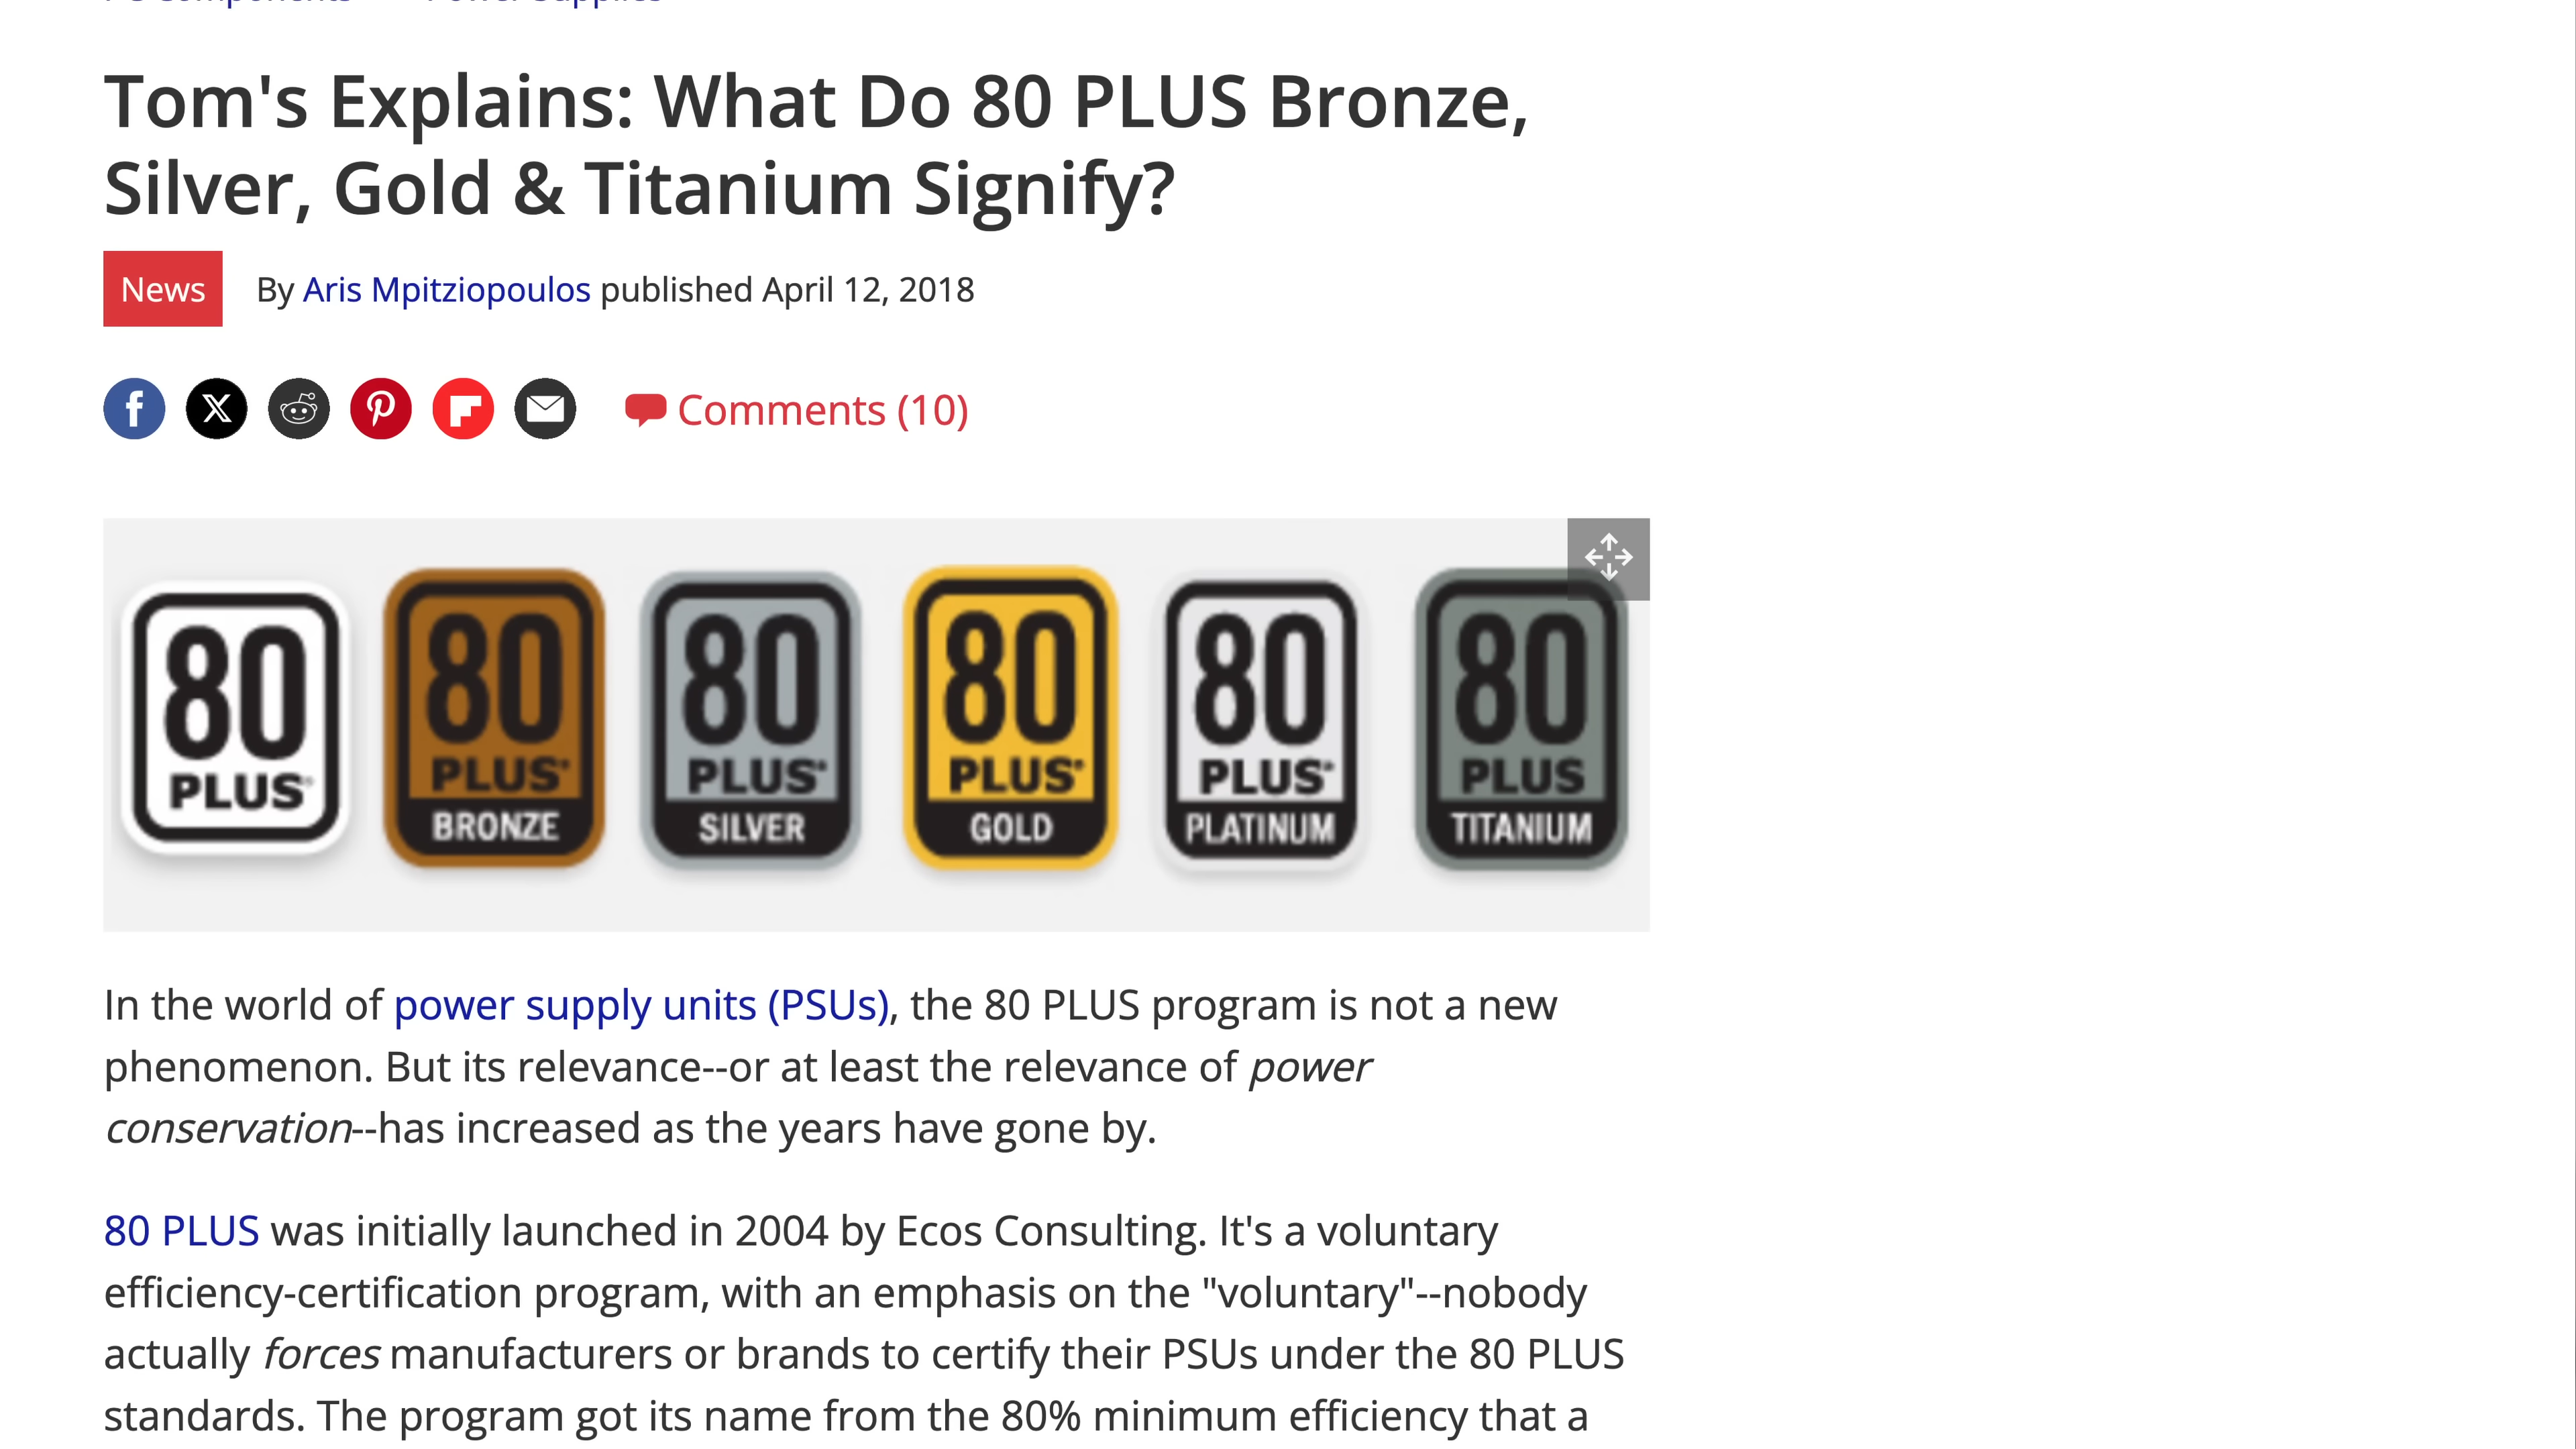 PC Components Power Supplies
Tom's Explains: What Do 80 PLUS Bronze,
Silver, Gold & Titanium Signify?
News By Aris Mpitziopoulos published April 12, 2018
Comments (10)
80 PLUS
80 PLUS BRONZE
80 PLUS SILVER
80 PLUS GOLD
80 PLUS PLATINUM
80 PLUS TITANIUM
In the world of power supply units (PSUs), the 80 PLUS program is not a new
phenomenon. But its relevance--or at least the relevance of power
conservation--has increased as the years have gone by.
80 PLUS was initially launched in 2004 by Ecos Consulting. It's a voluntary
efficiency-certification program, with an emphasis on the "voluntary"--nobody
actually forces manufacturers or brands to certify their PSUs under the 80 PLUS
standards. The program got its name from the 80% minimum efficiency that a